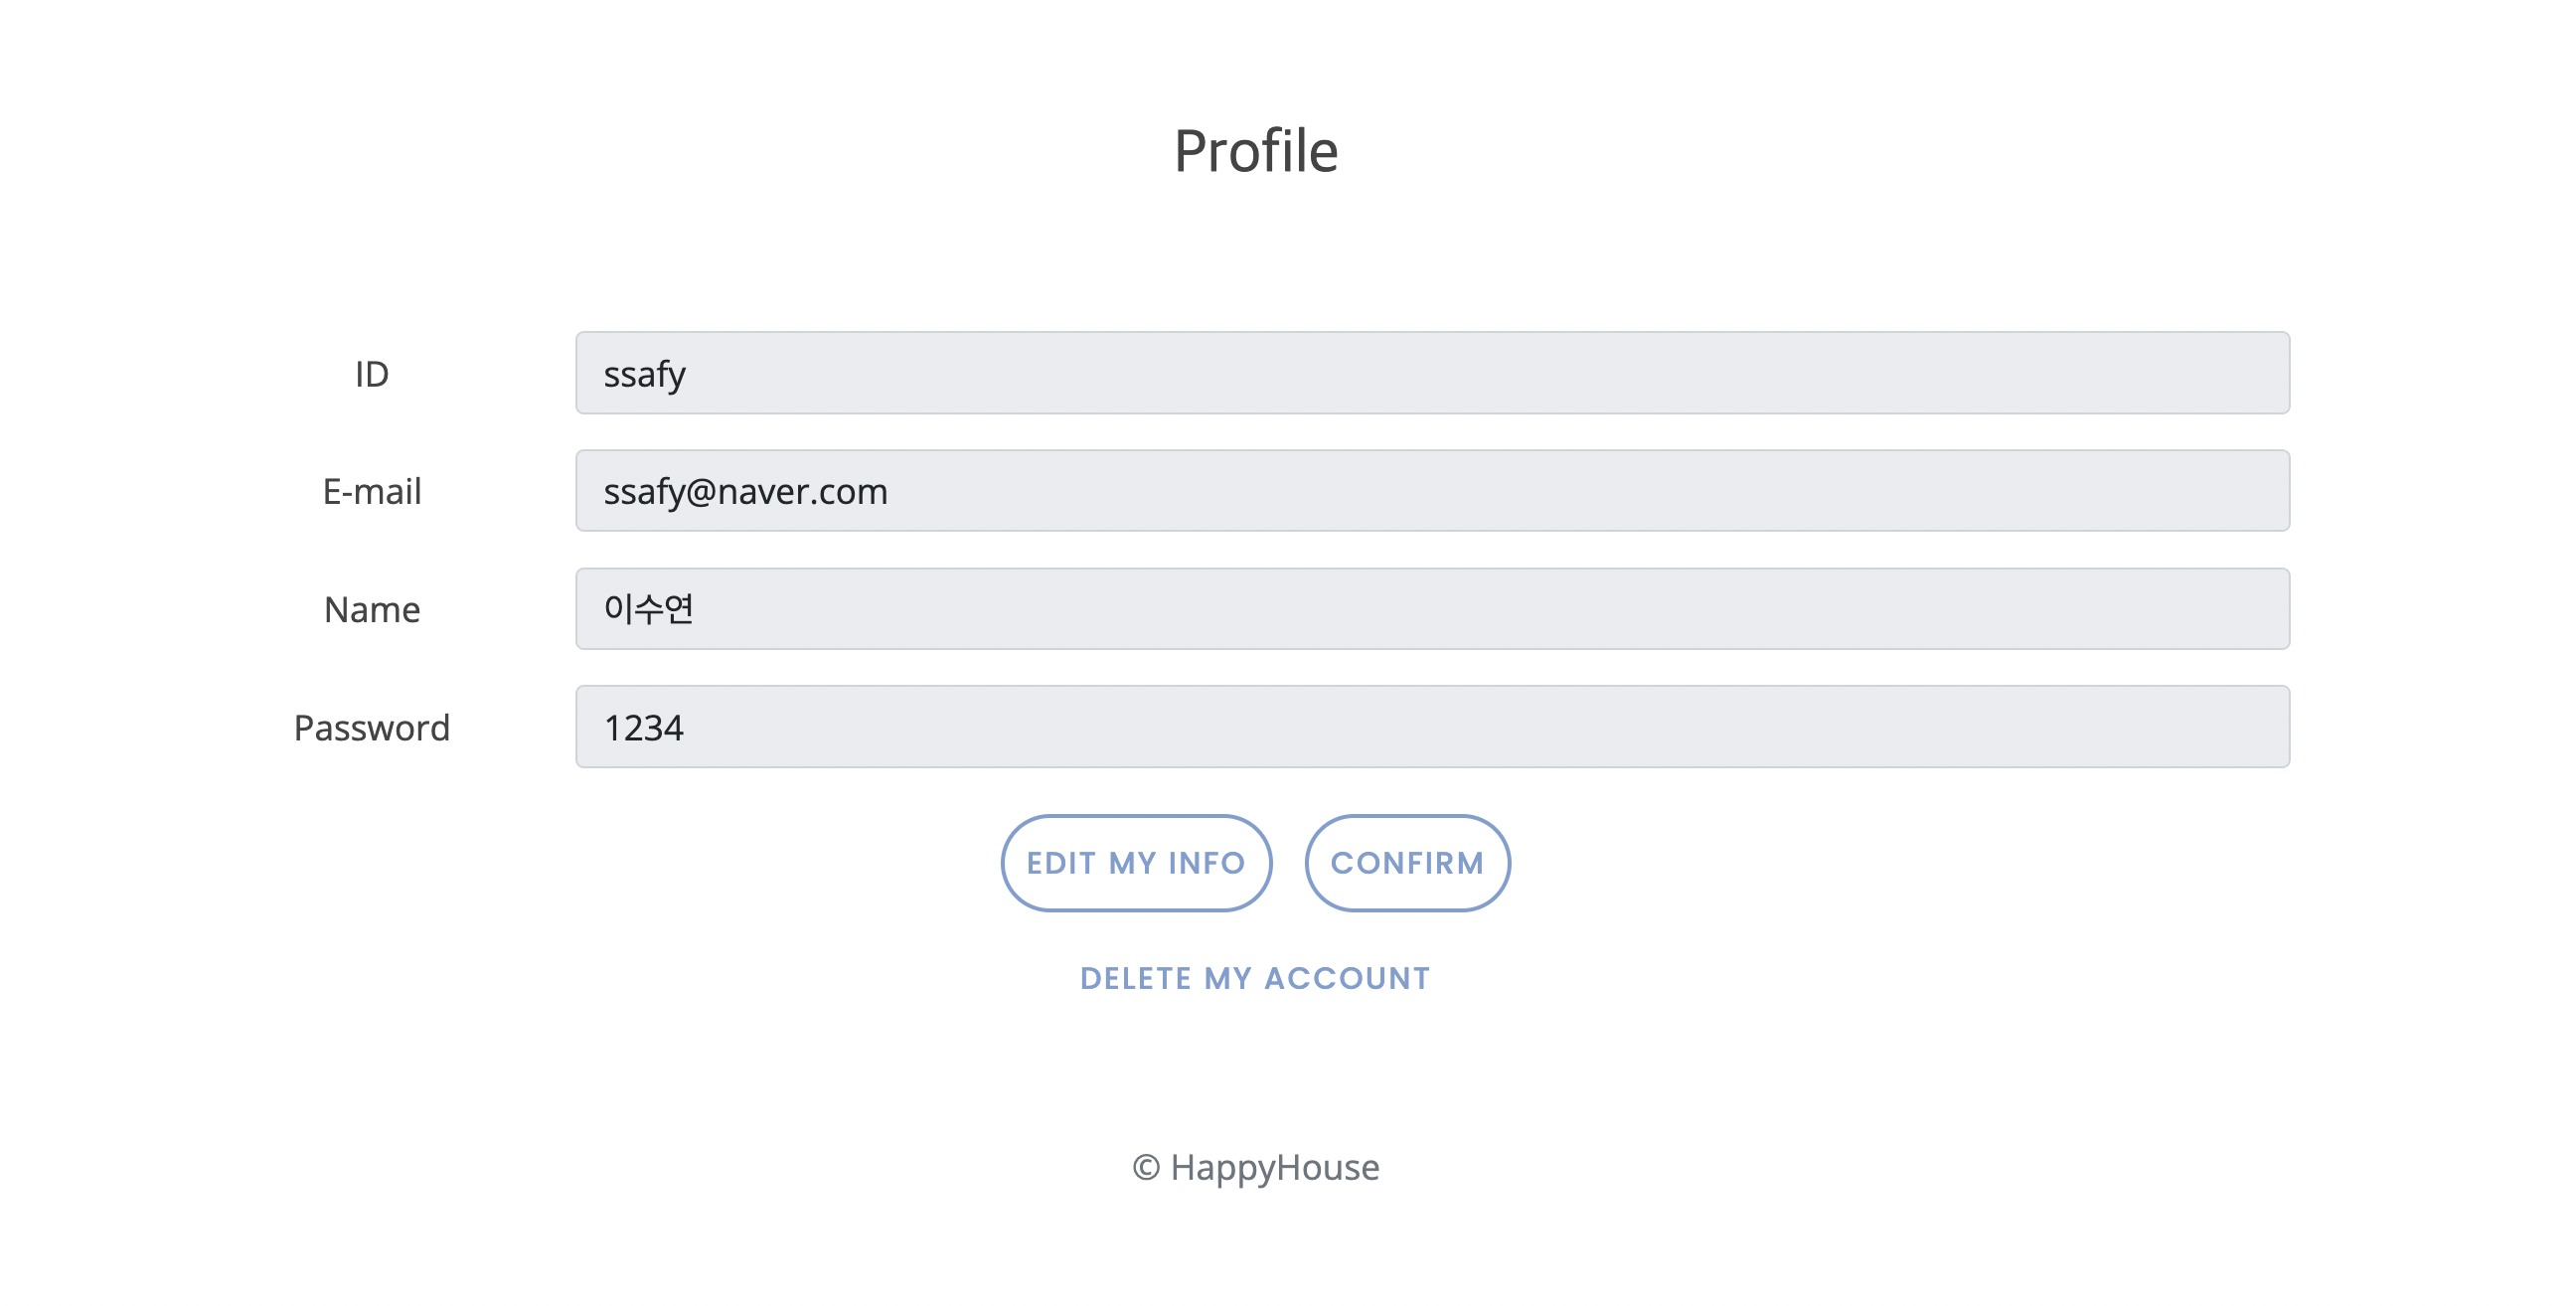 Profile
ID ssafy
E-mail ssafy@naver.com
Name 이수연
Password 1234
EDIT MY INFO CONFIRM
DELETE MY ACCOUNT
© HappyHouse